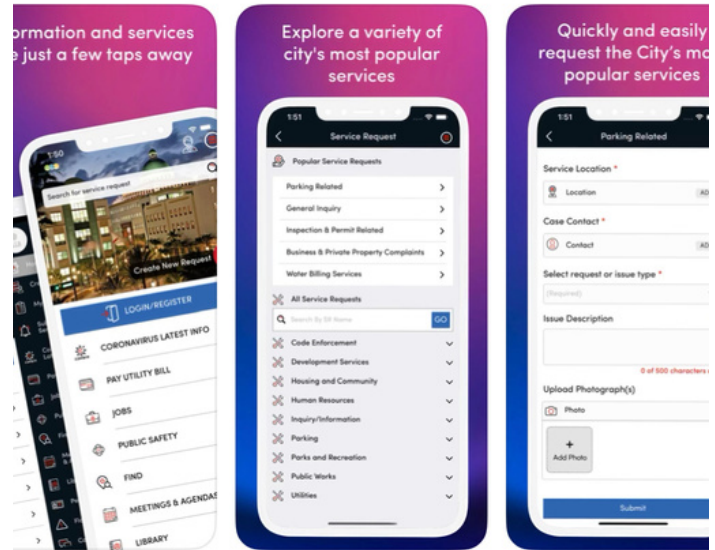 ormation and services
just a few taps away
1:50
Search for service request
Create New Request
LOGIN/REGISTER
CORONAVIRUS LATEST INFO
PAY UTILITY BILL
JOBS
PUBLIC SAFETY
FIND
MEETINGS & AGENDAS
LIBRARY
Explore a variety of
city's most popular
services
1:51
Service Request
Popular Service Requests
Parking Related
General Inquiry
Inspection & Permit Related
Business & Private Property Complaints
Water Billing Services
All Service Requests
Search By SR Name
GO
Code Enforcement
Development Services
Housing and Community
Human Resources
Inquiry/Information
Parking
Parks and Recreation
Public Works
Utilities
Quickly and easily
request the City's mo
popular services
1:51
Parking Related
Service Location *
Location
AD
Case Contact *
Contact
AD
Select request or issue type *
(Required)
Issue Description
0 of 500 characters
Upload Photograph(s)
Photo
+
Add Photo
Submit